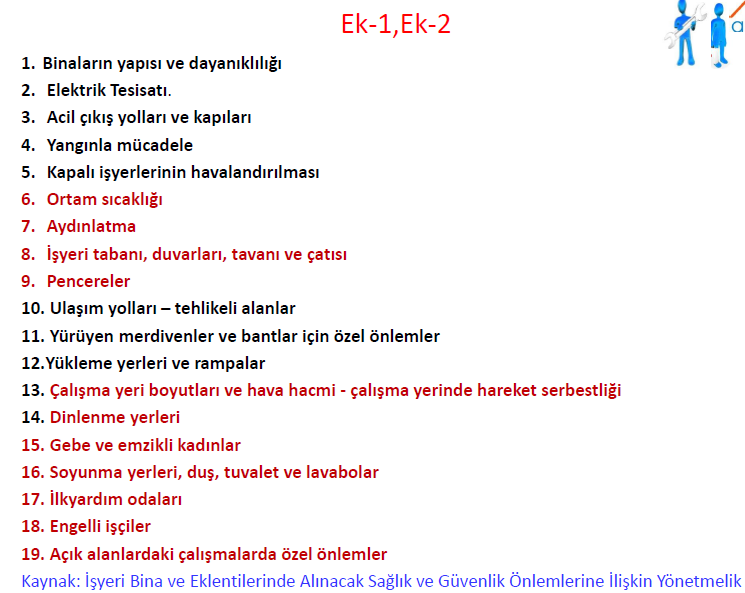 Ek-1,Ek-2
1. Binaların yapısı ve dayanıklılığı
2. Elektrik Tesisatı.
3. Acil çıkış yolları ve kapıları
4. Yangınla mücadele
5. Kapalı işyerlerinin havalandırılması
6. Ortam sıcaklığı
7. Aydınlatma
8. İşyeri tabanı, duvarları, tavanı ve çatısı
9. Pencereler
10. Ulaşım yolları – tehlikeli alanlar
11. Yürüyen merdivenler ve bantlar için özel önlemler
12.Yükleme yerleri ve rampalar
13. Çalışma yeri boyutları ve hava hacmi - çalışma yerinde hareket serbestliği
14. Dinlenme yerleri
15. Gebe ve emzikli kadınlar
16. Soyunma yerleri, duş, tuvalet ve lavabolar
17. İlkyardım odaları
18. Engelli işçiler
19. Açık alanlardaki çalışmalarda özel önlemler
Kaynak: İşyeri Bina ve Eklentilerinde Alınacak Sağlık ve Güvenlik Önlemlerine İlişkin Yönetmelik